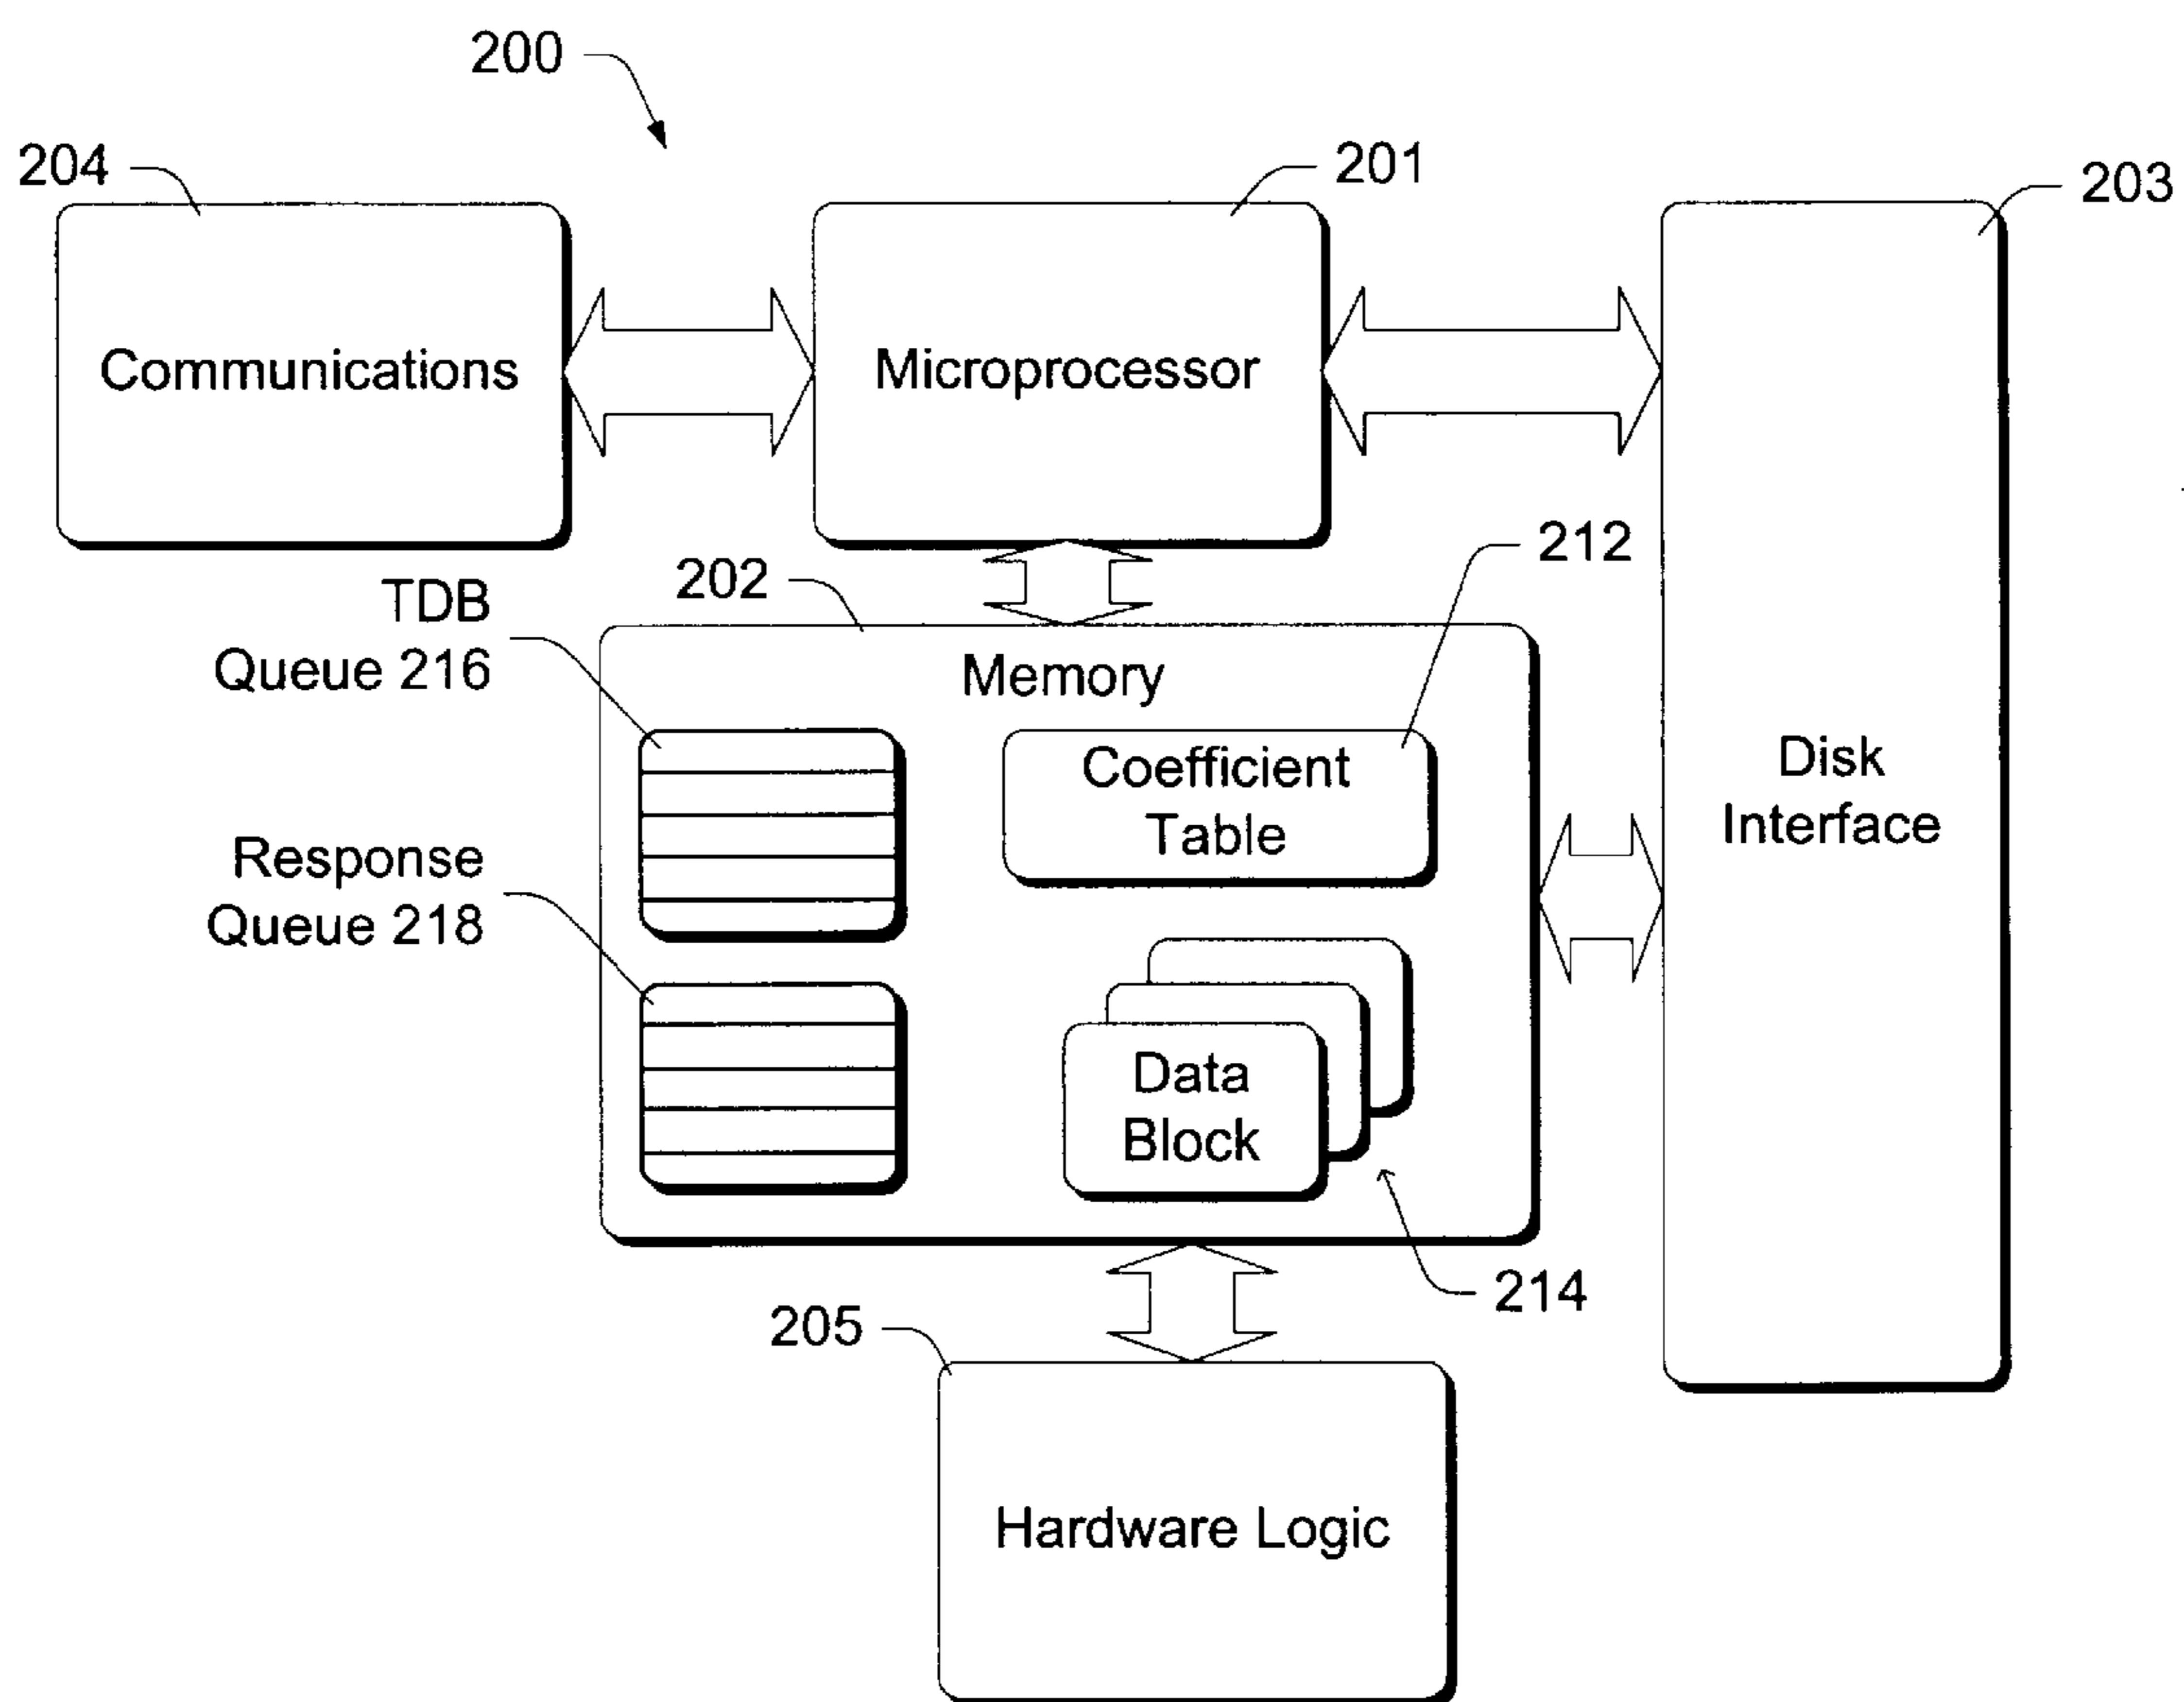 200
204
201
203
Communications
Microprocessor
212
TDB
Queue 216
202
Memory
Coefficient
Table
Disk
Interface
Response
Queue 218
Data
Block
214
205
Hardware Logic